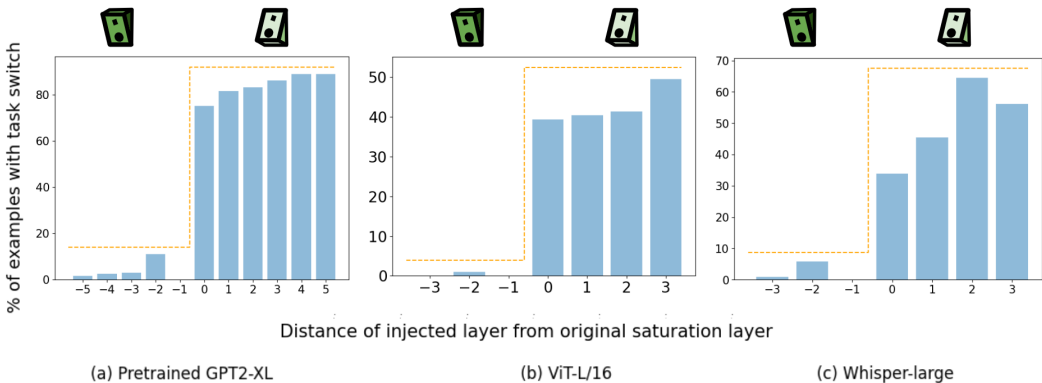 % of examples with task switch
80
60
40
20
0
−5 −4 −3 −2 −1 0 1 2 3 4 5
50
40
30
20
10
0
−3 −2 −1 0 1 2 3
70
60
50
40
30
20
10
0
−3 −2 −1 0 1 2 3
Distance of injected layer from original saturation layer
(a) Pretrained GPT2-XL
(b) ViT-L/16
(c) Whisper-large